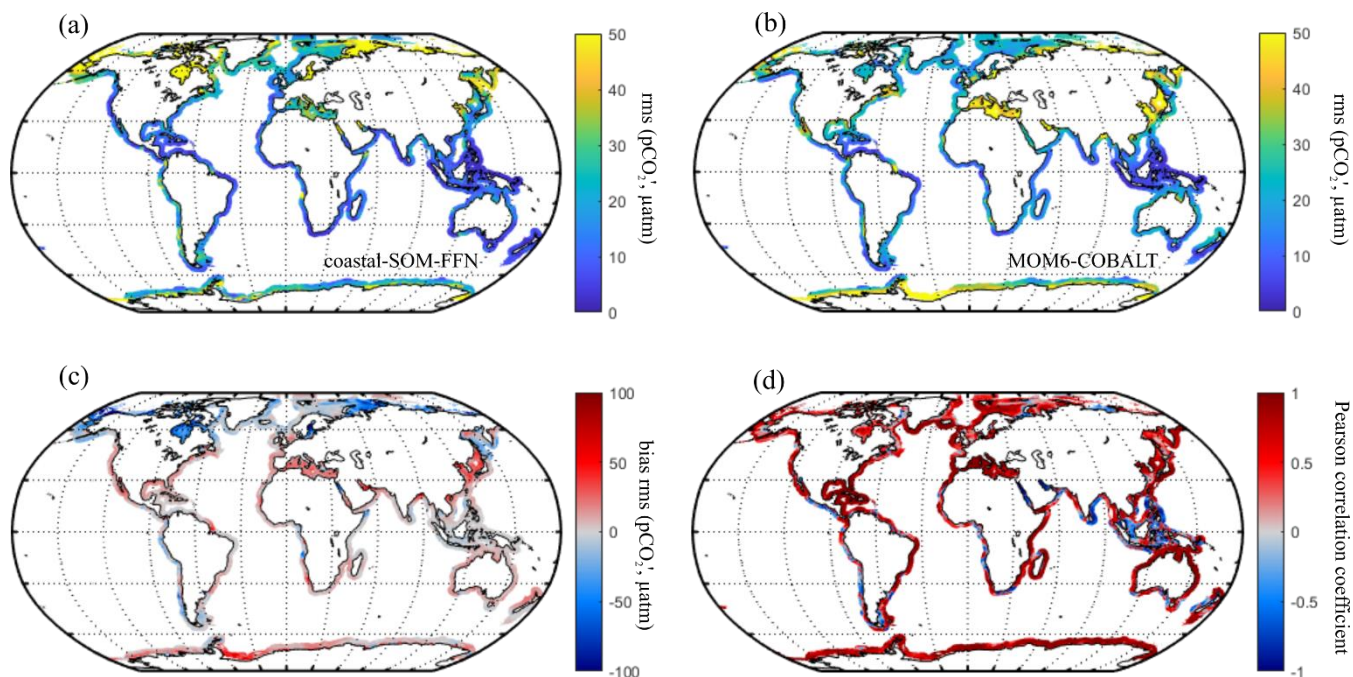 (a)
50
40
30
20
10
0
rms (pCO₂', µatm)
coastal-SOM-FFN
(b)
50
40
30
20
10
0
rms (pCO₂', µatm)
MOM6-COBALT
(c)
100
50
0
-50
-100
bias rms (pCO₂', µatm)
(d)
1
0.5
0
-0.5
-1
Pearson correlation coefficient